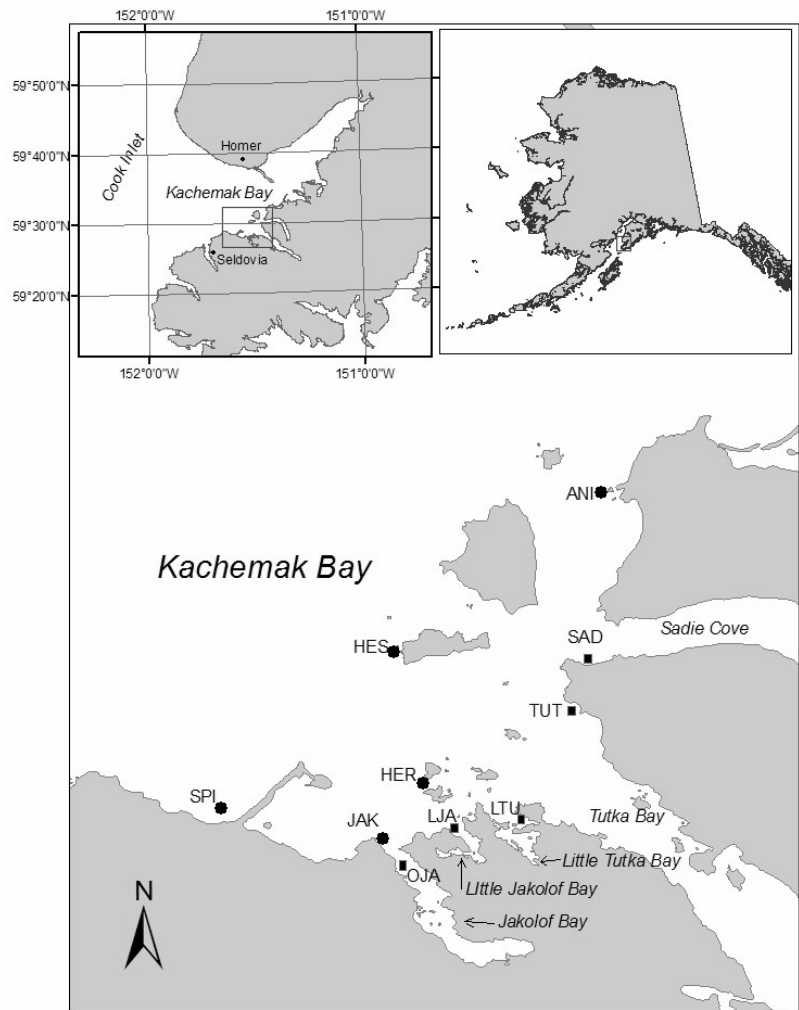 152°0'0"W
151°0'0"W
59°50'0"N
59°40'0"N
59°30'0"N
59°20'0"N
Cook Inlet
Homer
Kachemak Bay
Seldovia
152°0'0"W
151°0'0"W
ANI
Kachemak Bay
Sadie Cove
SAD
HES
TUT
HER
SPI
LTU
Tutka Bay
JAK
LJA
Little Tutka Bay
OJA
LIttle Jakolof Bay
Jakolof Bay
N